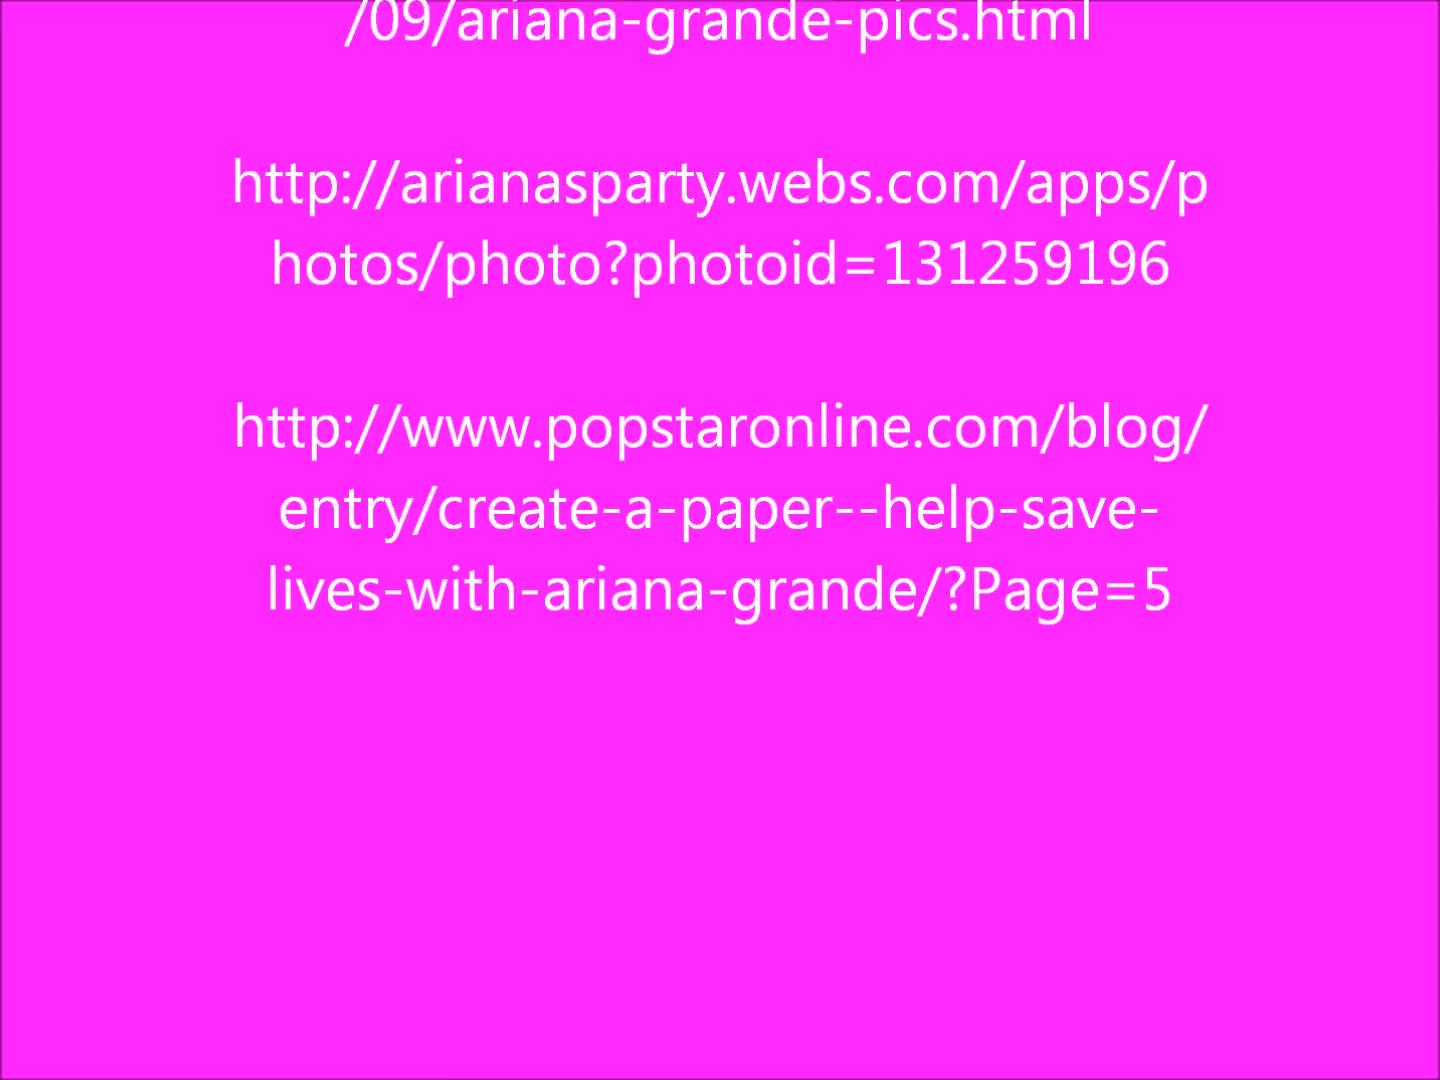 /09/ariana-grande-pics.html
http://arianasparty.webs.com/apps/p
hotos/photo?photoid=131259196
http://www.popstaronline.com/blog/
entry/create-a-paper--help-save-
lives-with-ariana-grande/?Page=5